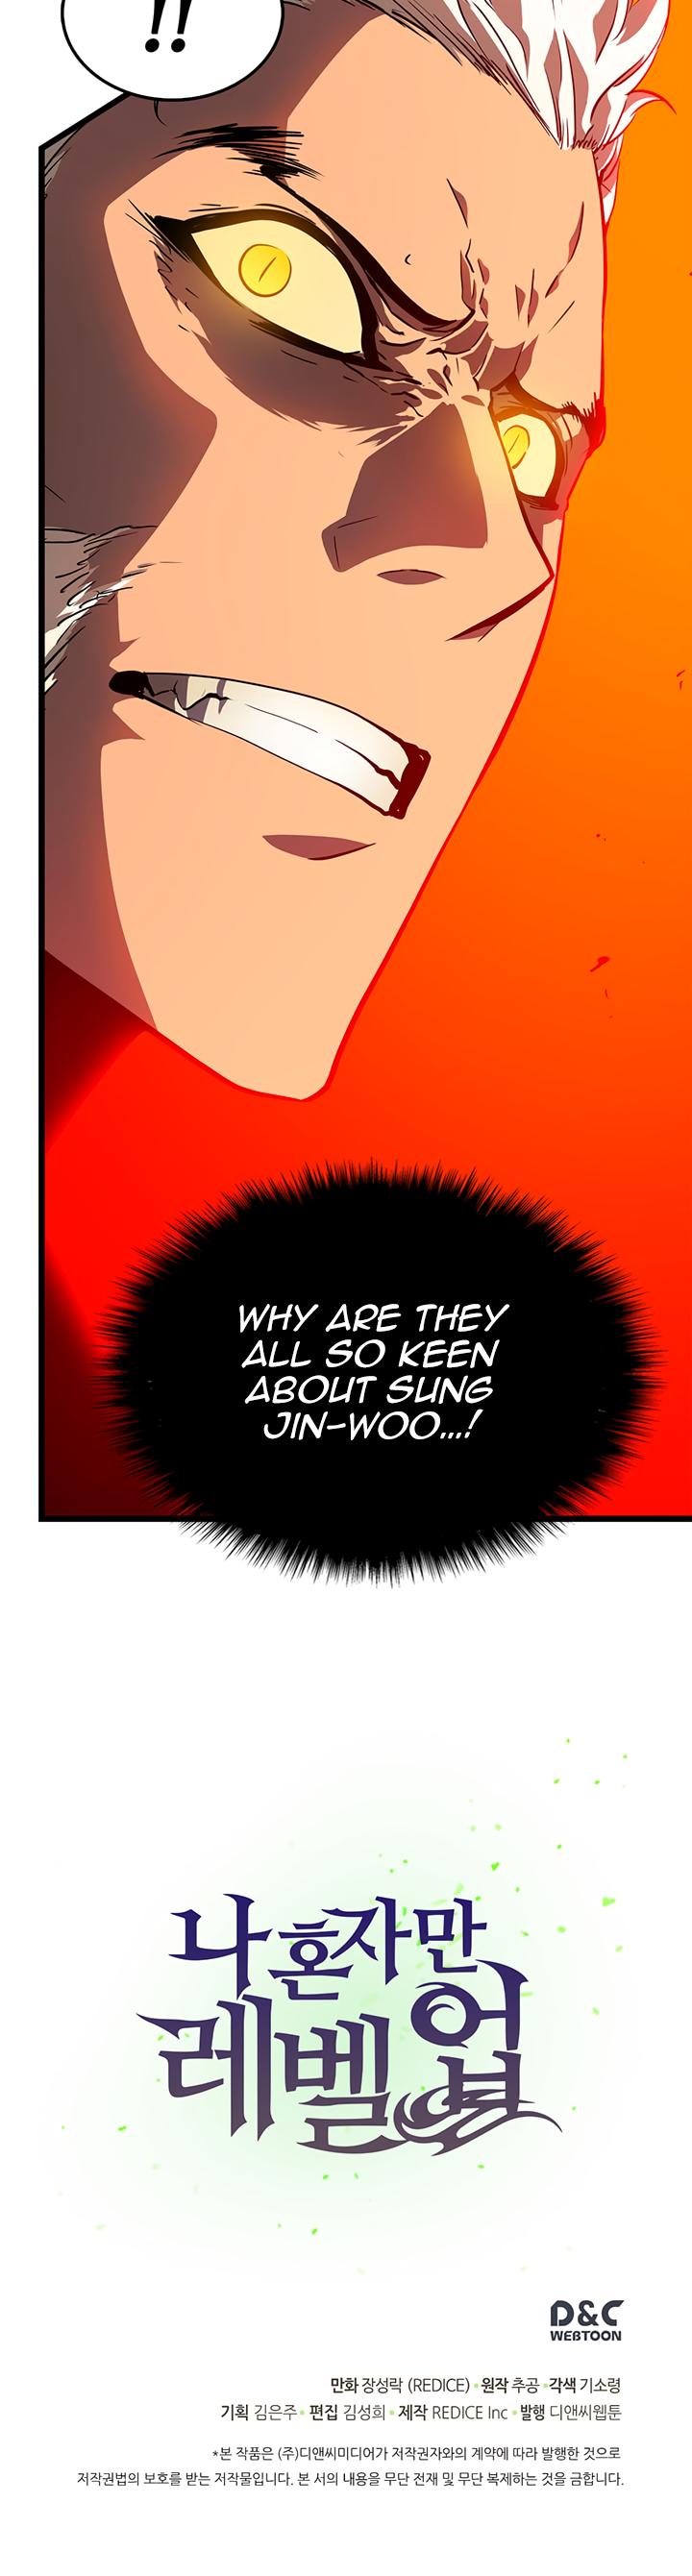 !!
WHY ARE THEY
ALL SO KEEN
ABOUT SUNG
JIN-WOO...!
나 혼자만
레벨업
D&C
WEBTOON
만화 장성락 (REDICE) • 원작 추공 • 각색 기소령
기획 김은주 • 편집 김성희 • 제작 REDICE Inc • 발행 디앤씨웹툰
*본 작품은 (주)디앤씨미디어가 저작권자와의 계약에 따라 발행한 것으로
저작권법의 보호를 받는 저작물입니다. 본 서의 내용을 무단 전재 및 무단 복제하는 것을 금합니다.